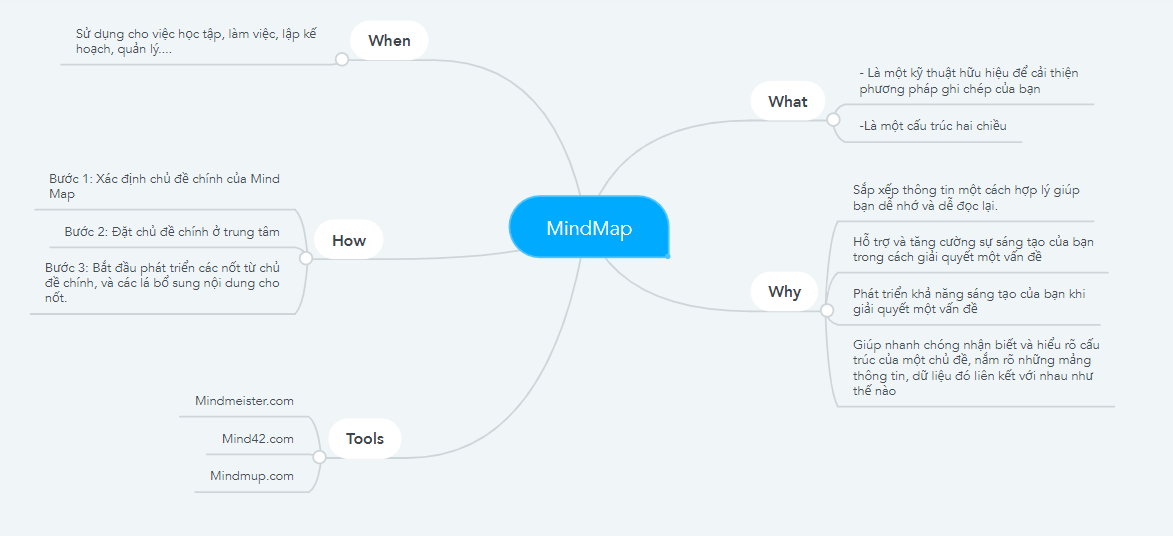 MindMap
What
- Là một kỹ thuật hữu hiệu để cải thiện
phương pháp ghi chép của bạn
-Là một cấu trúc hai chiều
Why
Sắp xếp thông tin một cách hợp lý giúp
bạn dễ nhớ và dễ đọc lại.
Hỗ trợ và tăng cường sự sáng tạo của bạn
trong cách giải quyết một vấn đề
Phát triển khả năng sáng tạo của bạn khi
giải quyết một vấn đề
Giúp nhanh chóng nhận biết và hiểu rõ cấu
trúc của một chủ đề, nắm rõ những mảng
thông tin, dữ liệu đó liên kết với nhau như
thế nào
When
Sử dụng cho việc học tập, làm việc, lập kế
hoạch, quản lý....
How
Bước 1: Xác định chủ đề chính của Mind
Map
Bước 2: Đặt chủ đề chính ở trung tâm
Bước 3: Bắt đầu phát triển các nốt từ chủ
đề chính, và các lá bổ sung nội dung cho
nốt.
Tools
Mindmeister.com
Mind42.com
Mindmup.com